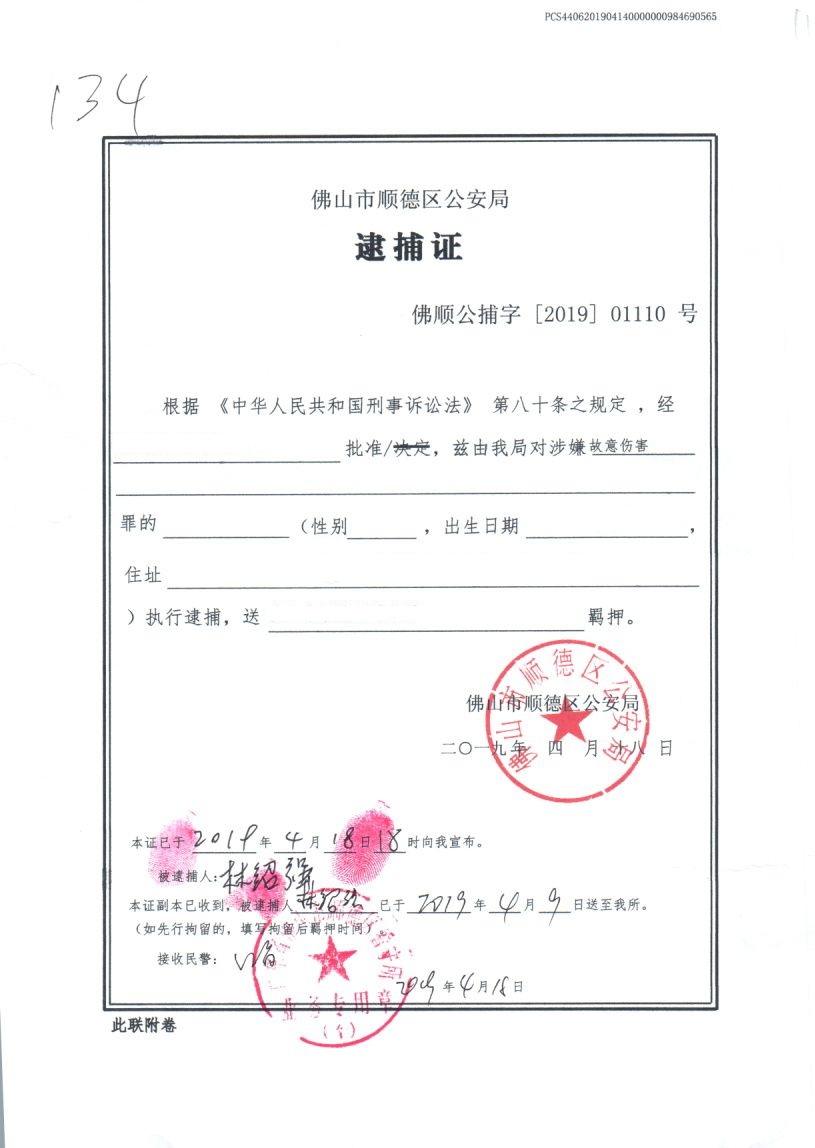 PCS4406201904140000000984690565
134
佛山市顺德区公安局
逮捕证
佛顺公捕字 [2019] 01110 号
根据 《中华人民共和国刑事诉讼法》 第八十条之规定 ，经
批准/决定，兹由我局对涉嫌故意伤害
罪的 （性别 ，出生日期 ，
住址
）执行逮捕，送 羁押。
佛山市顺德区公安局
佛山市顺德区公安局
二〇一九年 四 月 十八 日
本证已于 2019 年 4 月 18 日 18 时向我宣布。
被逮捕人：林绍强
本证副本已收到，被逮捕人 林绍强 已于 2019 年 4 月 9 日送至我所。
（如先行拘留的，填写拘留后羁押时间）
接收民警：
业务专用章
2019 年 4 月 18 日
此联附卷